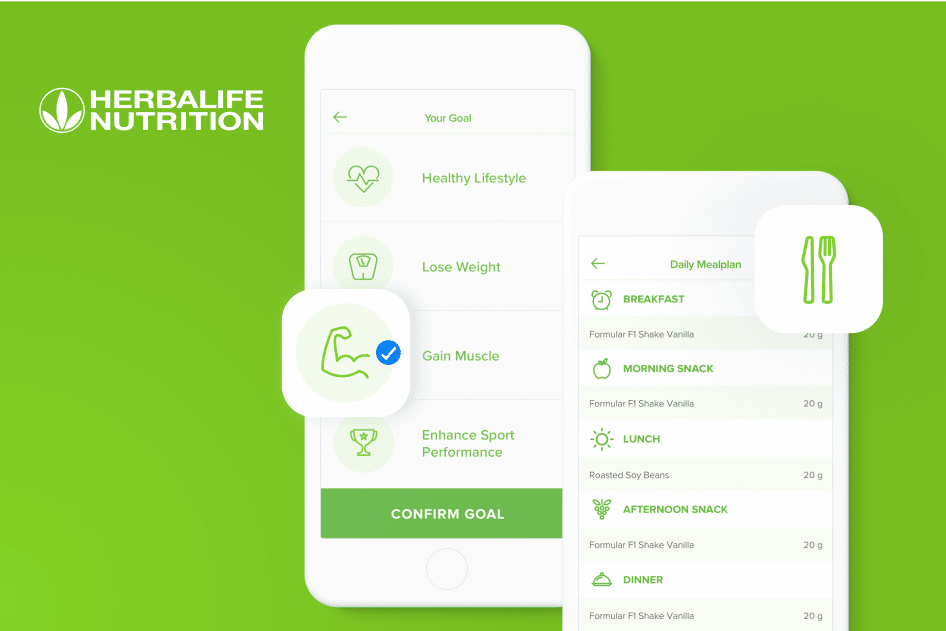 HERBALIFE
NUTRITION
Your Goal
Healthy Lifestyle
Lose Weight
Gain Muscle
Enhance Sport
Performance
CONFIRM GOAL
Daily Mealplan
BREAKFAST
Formular F1 Shake Vanilla 20 g
MORNING SNACK
Formular F1 Shake Vanilla 20 g
LUNCH
Roasted Soy Beans 20 g
AFTERNOON SNACK
Formular F1 Shake Vanilla 20 g
DINNER
Formular F1 Shake Vanilla 20 g